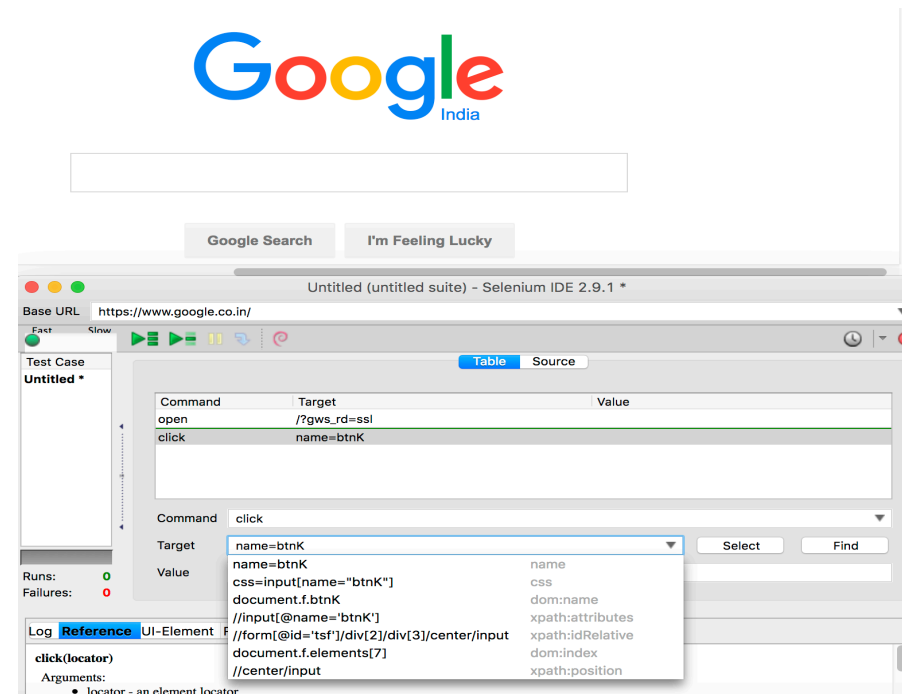 Google
India
Google Search I'm Feeling Lucky
Untitled (untitled suite) - Selenium IDE 2.9.1 *
Base URL https://www.google.co.in/
Fast Slow
Table Source
Test Case
Untitled *
Command Target Value
open /?gws_rd=ssl
click name=btnK
Command click
Target name=btnK Select Find
Value
name=btnK name
css=input[name="btnK"] css
document.f.btnK dom:name
//input[@name='btnK'] xpath:attributes
//form[@id='tsf']/div[2]/div[3]/center/input xpath:idRelative
document.f.elements[7] dom:index
//center/input xpath:position
Runs: 0
Failures: 0
Log Reference UI-Element
click(locator)
Arguments:
• locator - an element locator